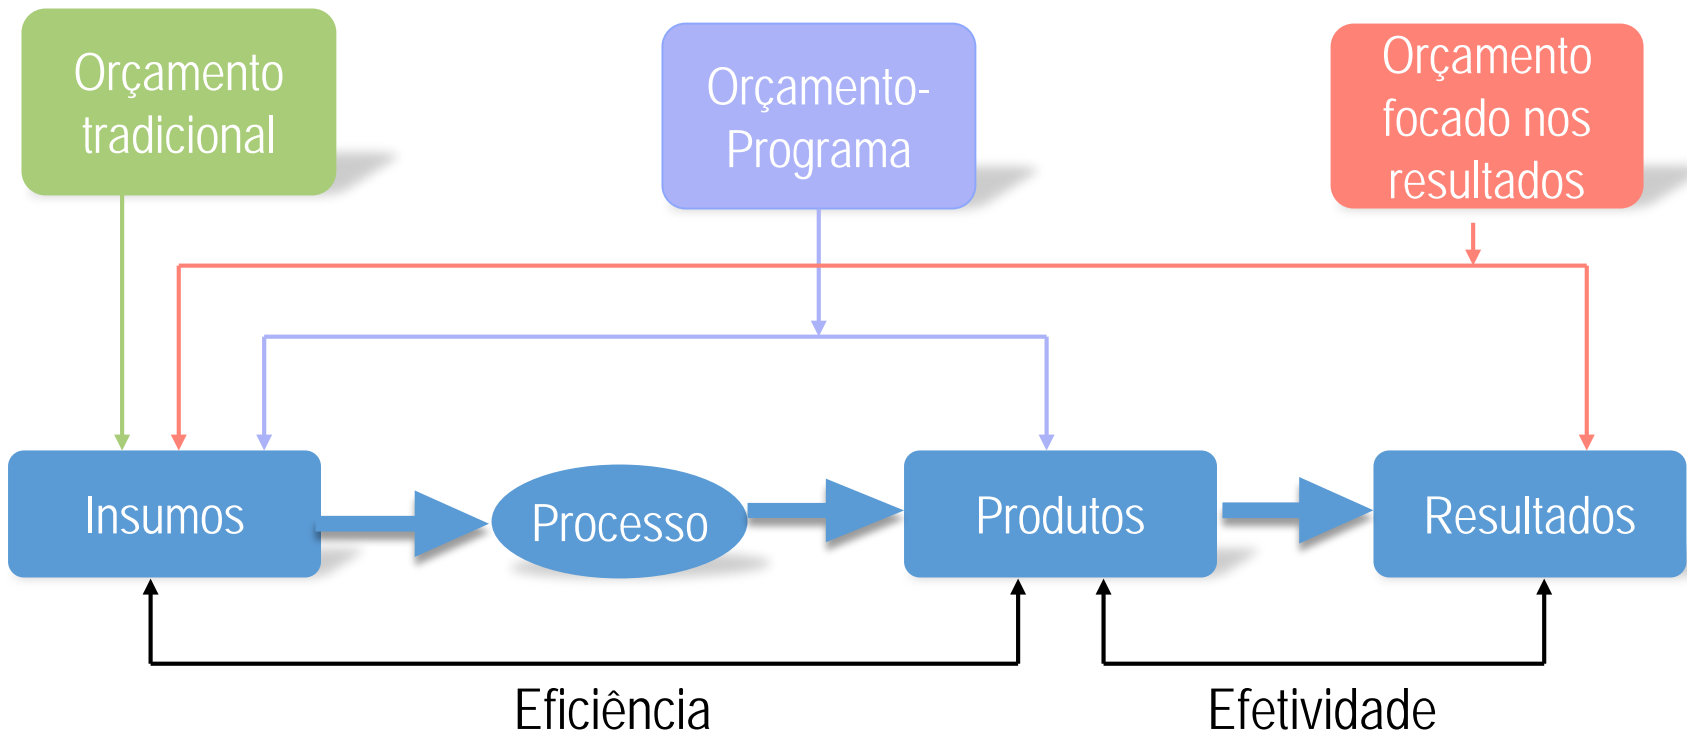 Orçamento
tradicional
Orçamento-
Programa
Orçamento
focado nos
resultados
Insumos
Processo
Produtos
Resultados
Eficiência
Efetividade